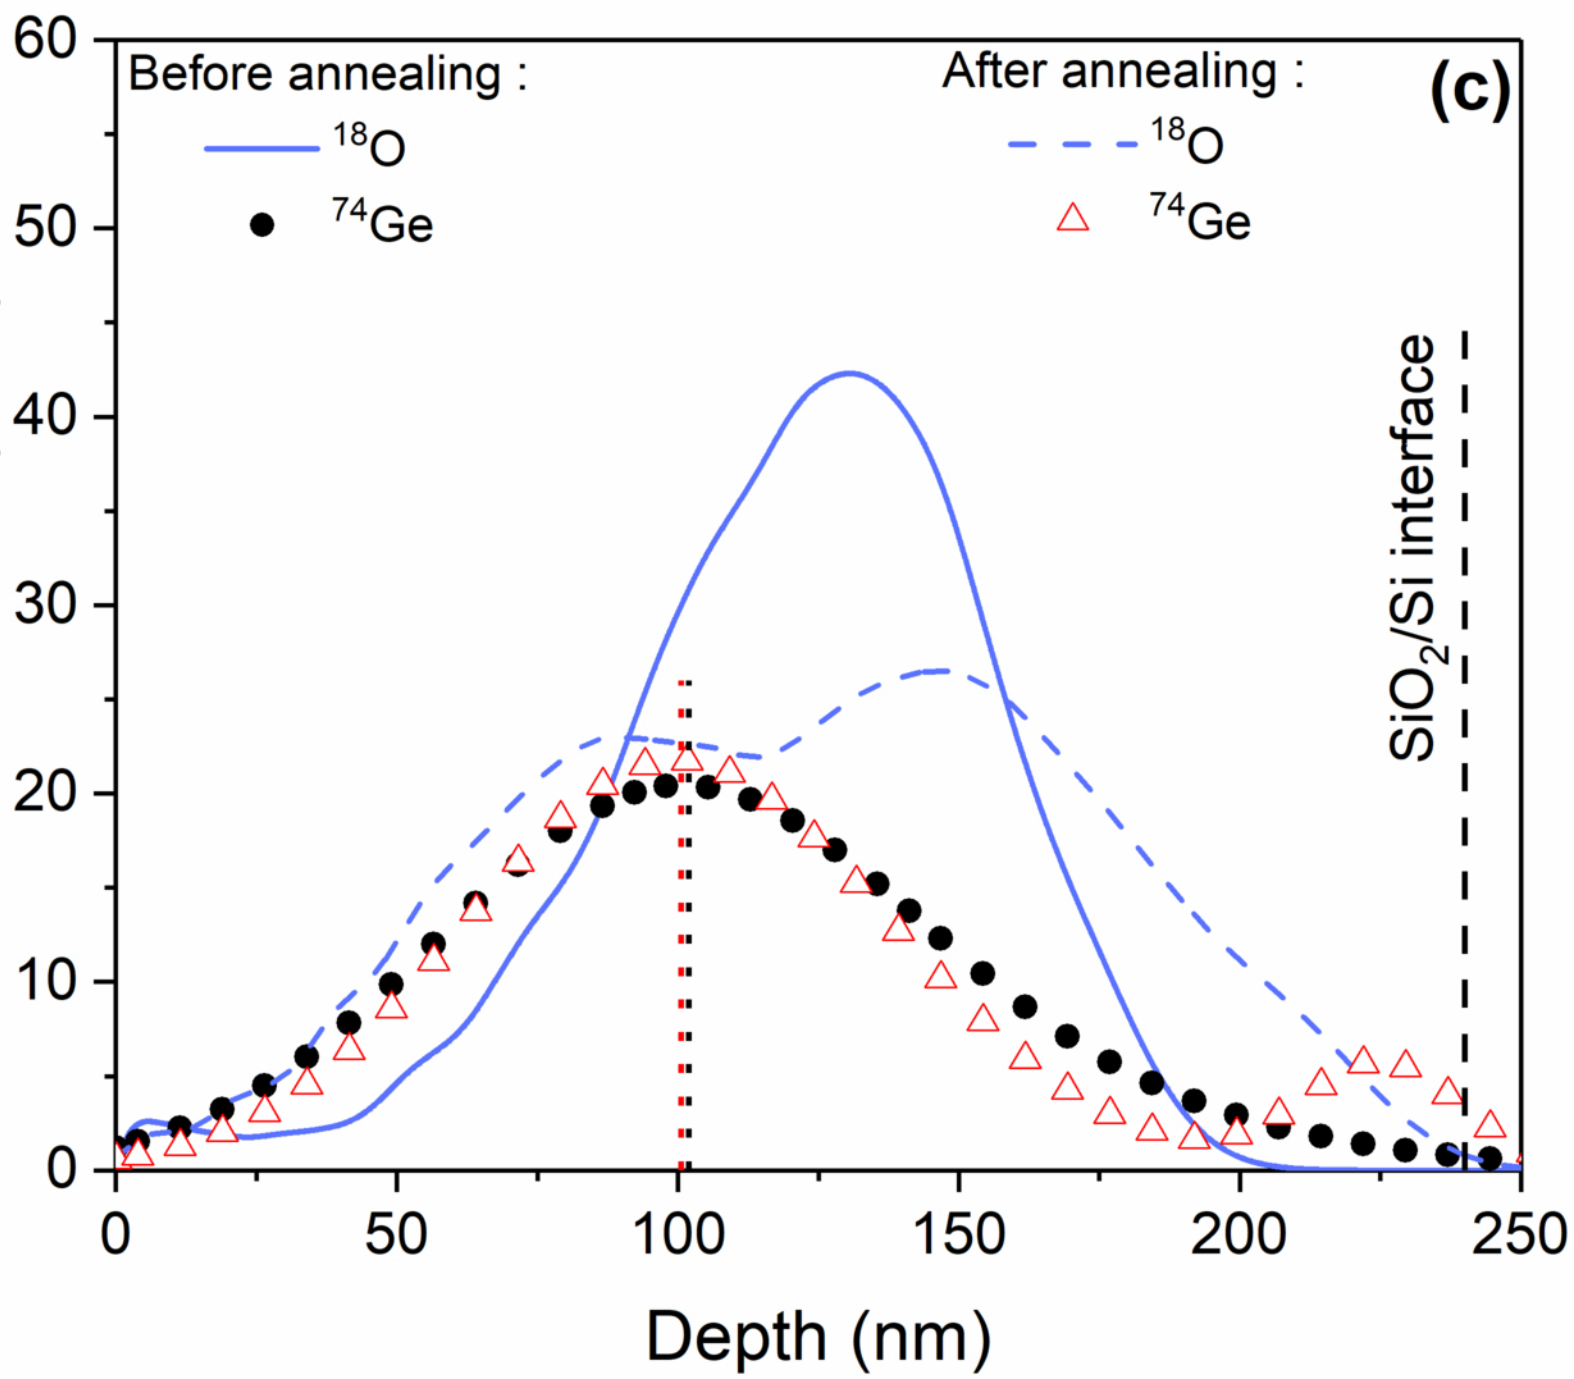 60
50
40
30
20
10
0
Before annealing :
¹⁸O
⁷⁴Ge
After annealing :
¹⁸O
⁷⁴Ge
(c)
SiO₂/Si interface
0 50 100 150 200 250
Depth (nm)